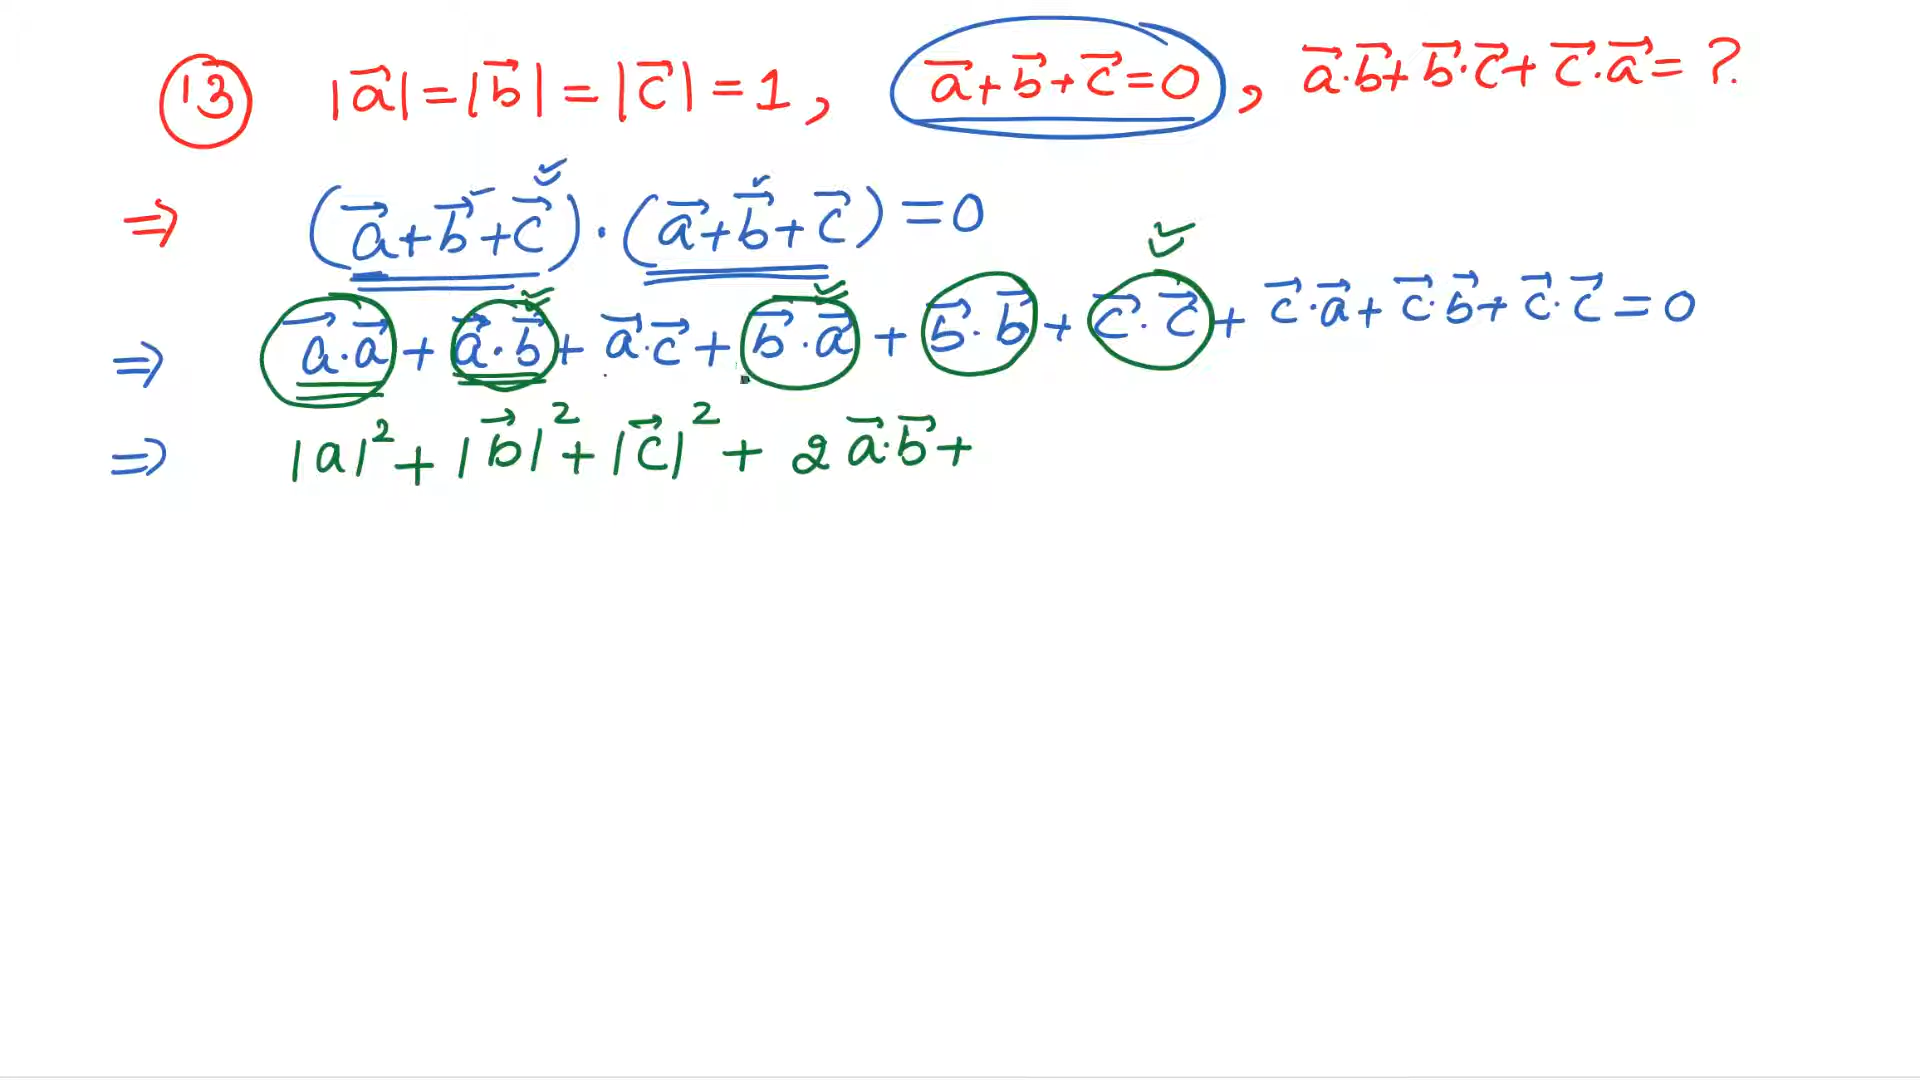 13 |a⃗| = |b⃗| = |c⃗| = 1, a⃗ + b⃗ + c⃗ = 0, a⃗·b⃗ + b⃗·c⃗ + c⃗·a⃗ = ?
⇒ (a⃗ + b⃗ + c⃗)·(a⃗ + b⃗ + c⃗) = 0
⇒ a⃗·a⃗ + a⃗·b⃗ + a⃗·c⃗ + b⃗·a⃗ + b⃗·b⃗ + c⃗·c⃗ + c⃗·a⃗ + c⃗·b⃗ + c⃗·c⃗ = 0
⇒ |a|² + |b⃗|² + |c⃗|² + 2 a⃗·b⃗ +